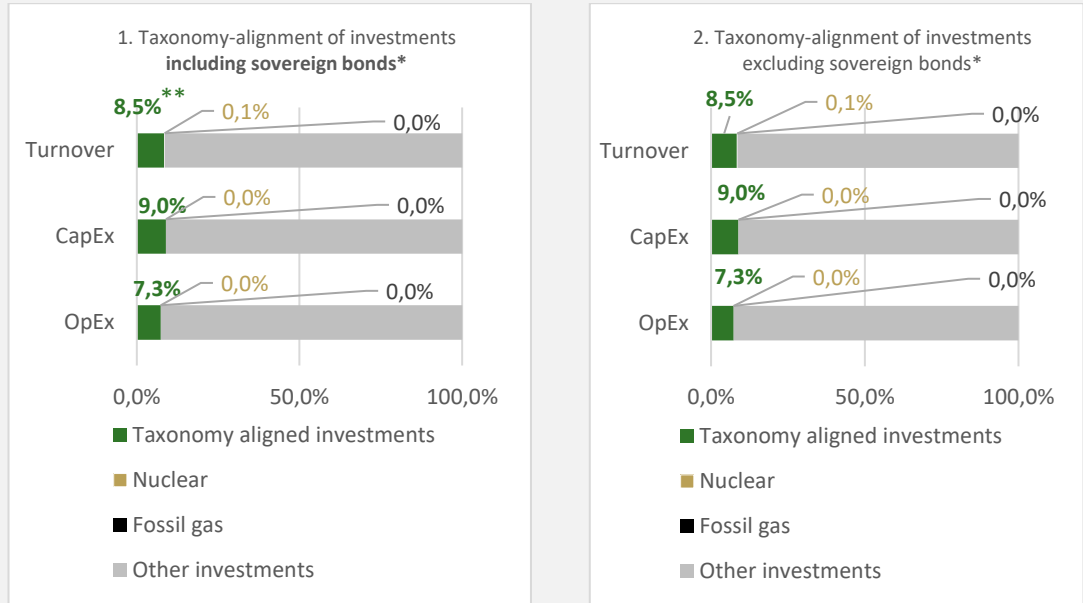 1. Taxonomy-alignment of investments
including sovereign bonds*
8,5%**
0,1%
0,0%
Turnover
9,0%
0,0%
0,0%
CapEx
7,3%
0,0%
0,0%
OpEx
0,0%
50,0%
100,0%
Taxonomy aligned investments
Nuclear
Fossil gas
Other investments
2. Taxonomy-alignment of investments
excluding sovereign bonds*
8,5%
0,1%
0,0%
Turnover
9,0%
0,0%
0,0%
CapEx
7,3%
0,0%
0,0%
OpEx
0,0%
50,0%
100,0%
Taxonomy aligned investments
Nuclear
Fossil gas
Other investments